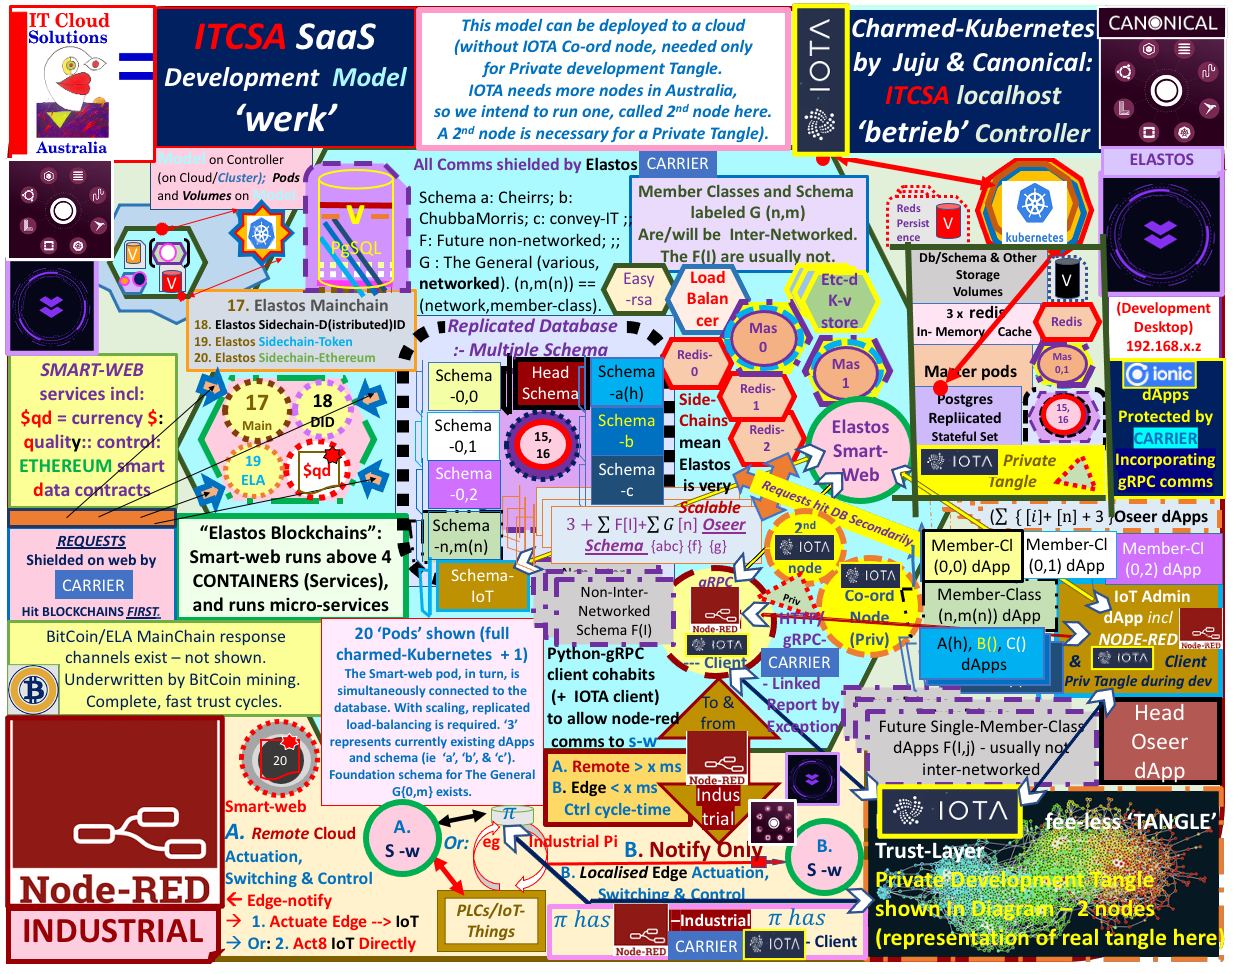 IT Cloud
Solutions
Australia
ITCSA SaaS
Development Model
‘werk’
This model can be deployed to a cloud
(without IOTA Co-ord node, needed only
for Private development Tangle.
IOTA needs more nodes in Australia,
so we intend to run one, called 2nd node here.
A 2nd node is necessary for a Private Tangle).
IOTA
Charmed-Kubernetes
by Juju & Canonical:
ITCSA localhost
‘betrieb’ Controller
CANONICAL
Model on Controller
(on Cloud/Cluster); Pods
and Volumes on Model
V
V
V
PgSQL
All Comms shielded by Elastos CARRIER
Schema a: Cheirrs; b:
ChubbaMorris; c: convey-IT ;;
F: Future non-networked; ;;
G : The General (various,
networked). (n,m(n)) ==
(network,member-class).
Member Classes and Schema
labeled G (n,m)
Are/will be Inter-Networked.
The F(I) are usually not.
Reds
Persist
ence
V
kubernetes
ELASTOS
Db/Schema & Other
Storage
Volumes
V
3 x redis
In- Memory Cache
Redis
Master pods
Mas
0,1
Postgres
Repliicated
Stateful Set
15,
16
IOTA Private
Tangle
(Development
Desktop)
192.168.x.z
ionic
dApps
Protected by
CARRIER
Incorporating
gRPC comms
17. Elastos Mainchain
18. Elastos Sidechain-D(istributed)ID
19. Elastos Sidechain-Token
20. Elastos Sidechain-Ethereum
Easy
-rsa
Load
Balan
cer
Etc-d
K-v
store
Mas
0
Mas
1
Redis-
0
Redis-
1
Redis-
2
Elastos
Smart-
Web
Side-
Chains
mean
Elastos
is very
Scalable
Replicated Database
:- Multiple Schema
Schema
-0,0
Head
Schema
Schema
-a(h)
Schema
-0,1
15,
16
Schema
-b
Schema
-0,2
Schema
-c
Schema
-n,m(n)
Schema-
IoT
3 + ∑ F[I]+∑ G [n] Oseer
Schema {abc} {f} {g}
Non-Inter-
Networked
Schema F(I)
SMART-WEB
services incl:
$qd = currency $:
quality:: control:
ETHEREUM smart
data contracts
17
Main
18
DID
19
ELA
$qd
REQUESTS
Shielded on web by
CARRIER
Hit BLOCKCHAINS FIRST.
“Elastos Blockchains”:
Smart-web runs above 4
CONTAINERS (Services),
and runs micro-services
Requests hit DB Secondarily
2nd
IOTA
node
IOTA
Co-ord
Node
(Priv)
gRPC
Node-RED
IOTA
--- Client
Priv
HTTP/
gRPC-
CARRIER
- Linked
Report by
Exception
(∑ { [i]+ [n] + 3 }Oseer dApps
Member-Cl
(0,0) dApp
Member-Cl
(0,1) dApp
Member-Cl
(0,2) dApp
Member-Class
(n,m(n)) dApp
A(h), B(), C()
dApps
IoT Admin
dApp incl
NODE-RED
Node-RED
& IOTA Client
Priv Tangle during dev
BitCoin/ELA MainChain response
channels exist – not shown.
Underwritten by BitCoin mining.
Complete, fast trust cycles.
20 ‘Pods’ shown (full
charmed-Kubernetes + 1)
The Smart-web pod, in turn, is
simultaneously connected to the
database. With scaling, replicated
load-balancing is required. ‘3’
represents currently existing dApps
and schema (ie ‘a’, ‘b’, & ‘c’).
Foundation schema for The General
G{0,m} exists.
Python-gRPC
client cohabits
(+ IOTA client)
to allow node-red
comms to s-w
To &
from
Node-RED
Indus
trial
A. Remote > x ms
B. Edge < x ms
Ctrl cycle-time
Future Single-Member-Class
dApps F(I,j) - usually not
inter-networked
Head
Oseer
dApp
Node-RED
INDUSTRIAL
20
Smart-web
A. Remote Cloud
Actuation,
Switching & Control
← Edge-notify
→ 1. Actuate Edge --> IoT
→ Or: 2. Act8 IoT Directly
A.
S -w
Or:
π
eg
Industrial Pi
PLCs/IoT-
Things
B. Notify Only
B. Localised Edge Actuation,
Switching & Control
B.
S -w
π has
Node-RED
–Industrial
π has
CARRIER
IOTA
- Client
IOTA
fee-less ‘TANGLE’
Trust-Layer
Private Development Tangle
shown In Diagram – 2 nodes
(representation of real tangle here)